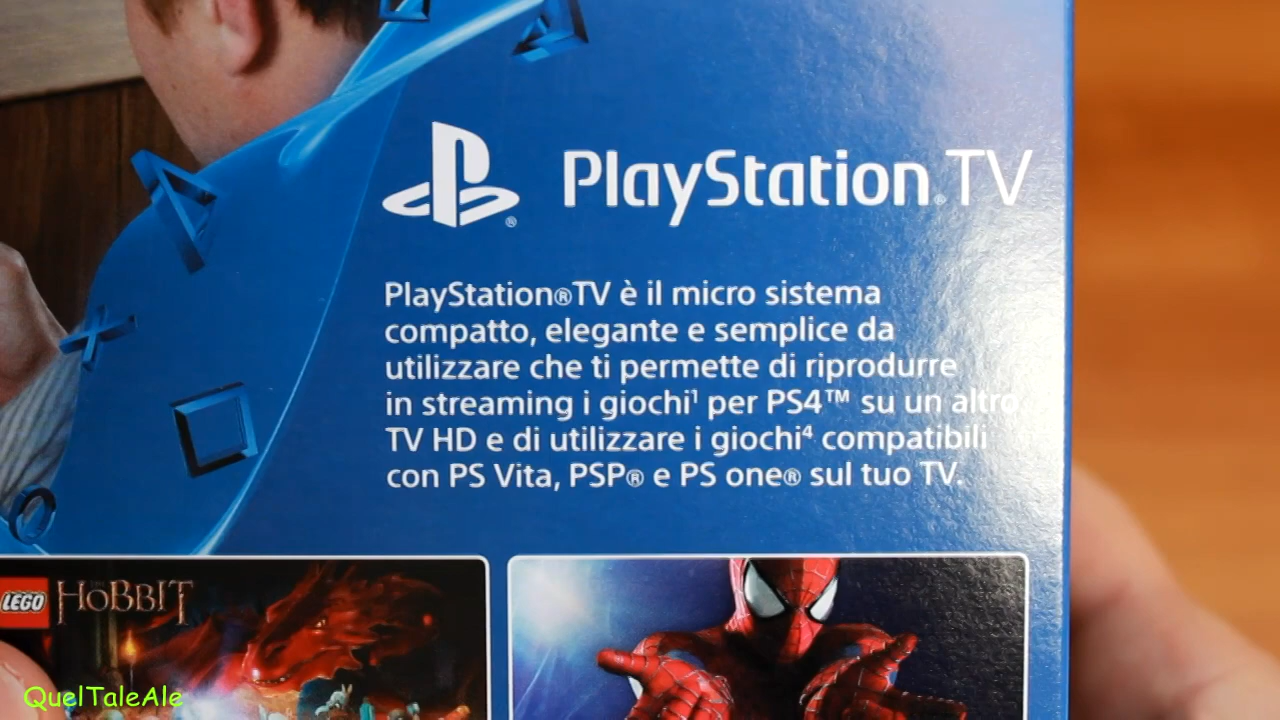 PlayStation®TV
PlayStation®TV è il micro sistema
compatto, elegante e semplice da
utilizzare che ti permette di riprodurre
in streaming i giochi¹ per PS4™ su un altro
TV HD e di utilizzare i giochi⁴ compatibili
con PS Vita, PSP® e PS one® sul tuo TV.
LEGO THE HOBBIT
QuelTaleAle